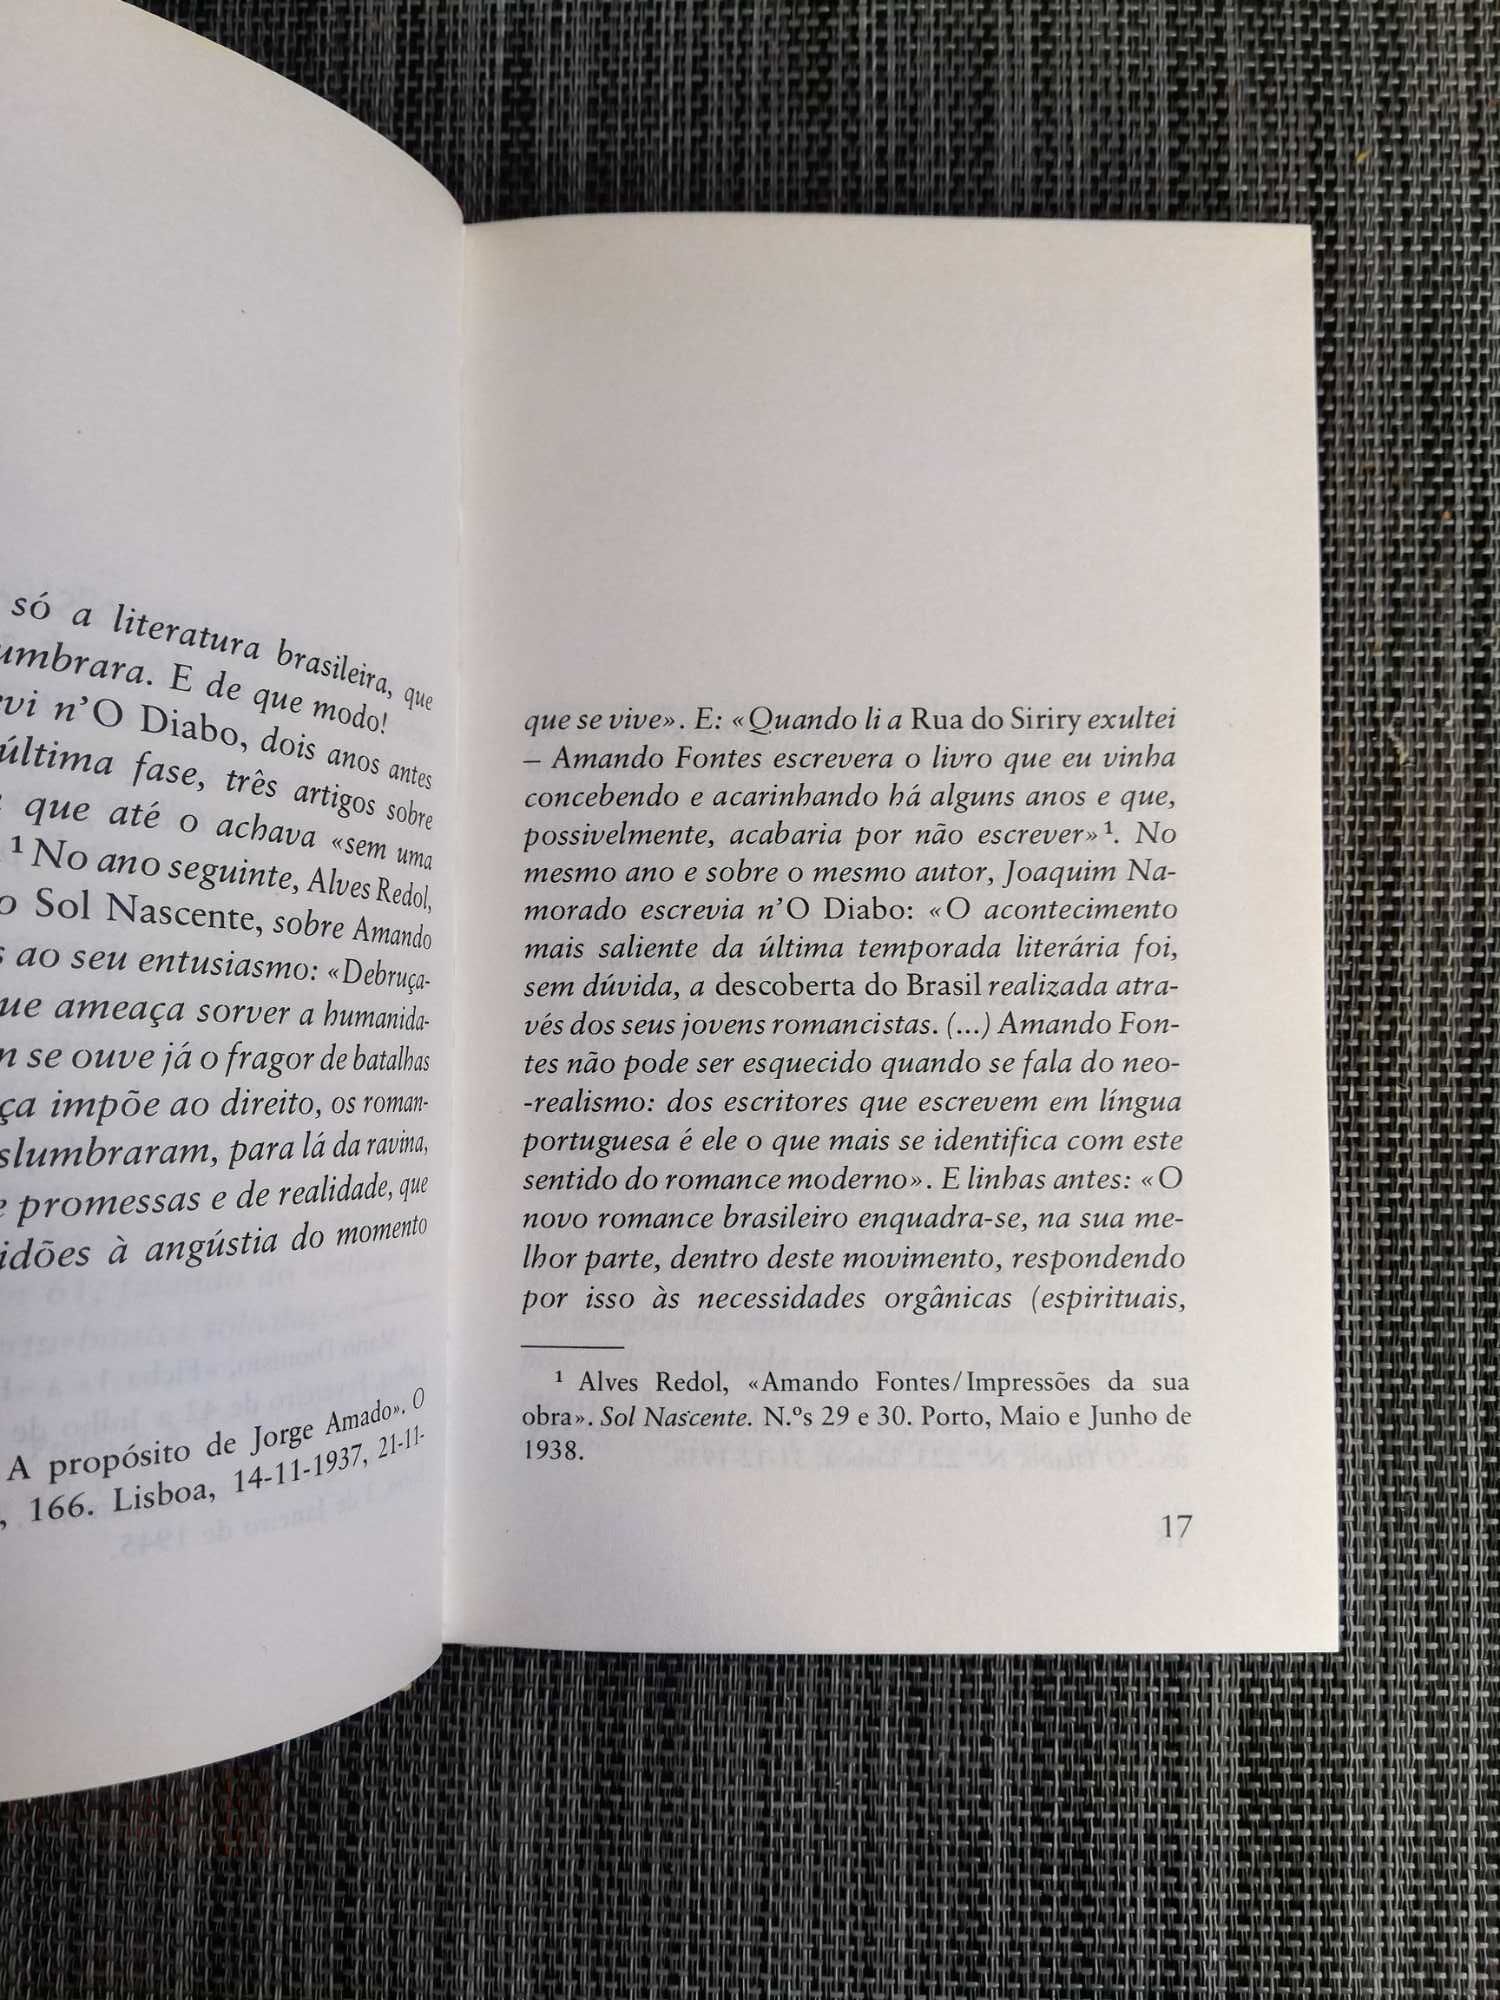 só a literatura brasileira, que
umbrara. E de que modo!
vi n’O Diabo, dois anos antes
última fase, três artigos sobre
que até o achava «sem uma
¹ No ano seguinte, Alves Redol,
o Sol Nascente, sobre Amando
s ao seu entusiasmo: «Debruça-
ue ameaça sorver a humanida-
n se ouve já o fragor de batalhas
ça impõe ao direito, os roman-
slumbraram, para lá da ravina,
e promessas e de realidade, que
idões à angústia do momento
A propósito de Jorge Amado». O
, 166. Lisboa, 14-11-1937, 21-11-
que se vive». E: «Quando li a Rua do Siriry exultei
– Amando Fontes escrevera o livro que eu vinha
concebendo e acarinhando há alguns anos e que,
possivelmente, acabaria por não escrever»¹. No
mesmo ano e sobre o mesmo autor, Joaquim Na-
morado escrevia n’O Diabo: «O acontecimento
mais saliente da última temporada literária foi,
sem dúvida, a descoberta do Brasil realizada atra-
vés dos seus jovens romancistas. (...) Amando Fon-
tes não pode ser esquecido quando se fala do neo-
-realismo: dos escritores que escrevem em língua
portuguesa é ele o que mais se identifica com este
sentido do romance moderno». E linhas antes: «O
novo romance brasileiro enquadra-se, na sua me-
lhor parte, dentro deste movimento, respondendo
por isso às necessidades orgânicas (espirituais,
¹ Alves Redol, «Amando Fontes/Impressões da sua
obra». Sol Nascente. N.ºs 29 e 30. Porto, Maio e Junho de
1938.
17